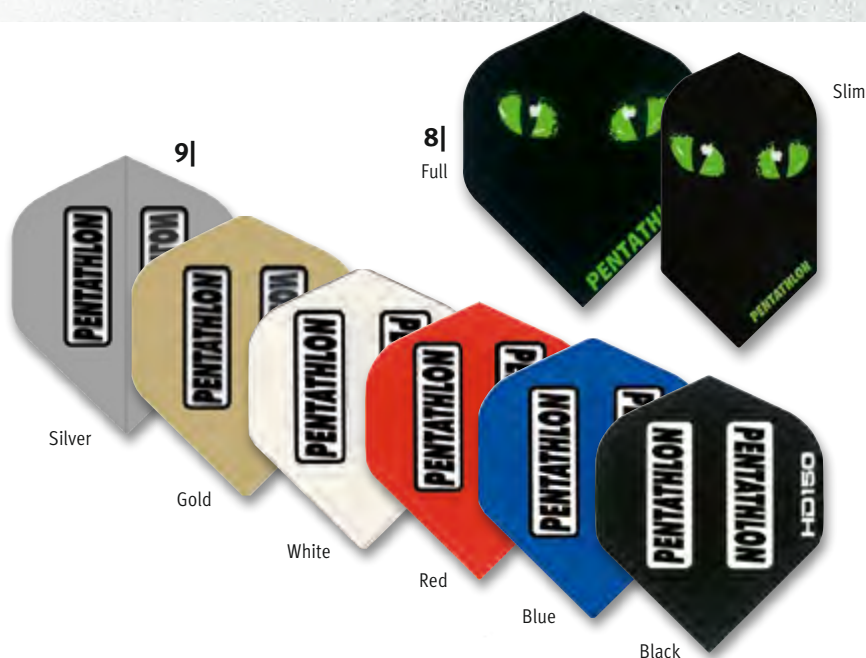 Slim
8|
Full
PENTATHLON
PENTATHLON
9|
PENTATHLON
Silver
PENTATHLON
Gold
PENTATHLON
White
PENTATHLON
Red
PENTATHLON
Blue
PENTATHLON
PENTATHLON
HD150
Black